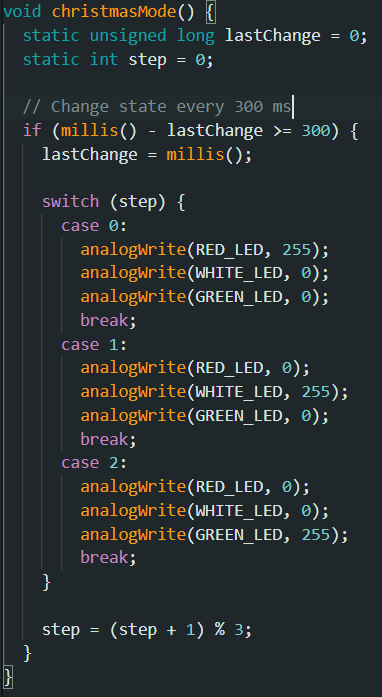 void christmasMode() {
  static unsigned long lastChange = 0;
  static int step = 0;

  // Change state every 300 ms
  if (millis() - lastChange >= 300) {
    lastChange = millis();

    switch (step) {
      case 0:
        analogWrite(RED_LED, 255);
        analogWrite(WHITE_LED, 0);
        analogWrite(GREEN_LED, 0);
        break;
      case 1:
        analogWrite(RED_LED, 0);
        analogWrite(WHITE_LED, 255);
        analogWrite(GREEN_LED, 0);
        break;
      case 2:
        analogWrite(RED_LED, 0);
        analogWrite(WHITE_LED, 0);
        analogWrite(GREEN_LED, 255);
        break;
    }

    step = (step + 1) % 3;
  }
}